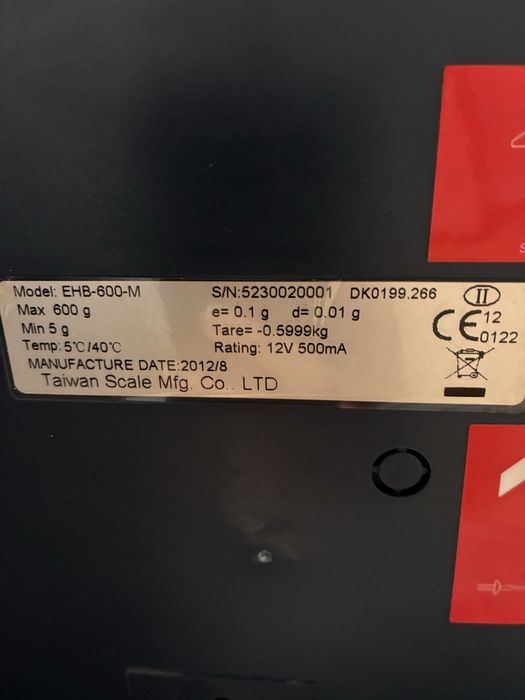 Model: EHB-600-M S/N:5230020001 DK0199.266 II
Max 600 g e= 0.1 g d= 0.01 g
Min 5 g Tare= -0.5999kg
Temp: 5℃/40℃ Rating: 12V 500mA
CE 12 0122
MANUFACTURE DATE:2012/8
Taiwan Scale Mfg. Co.. LTD
S